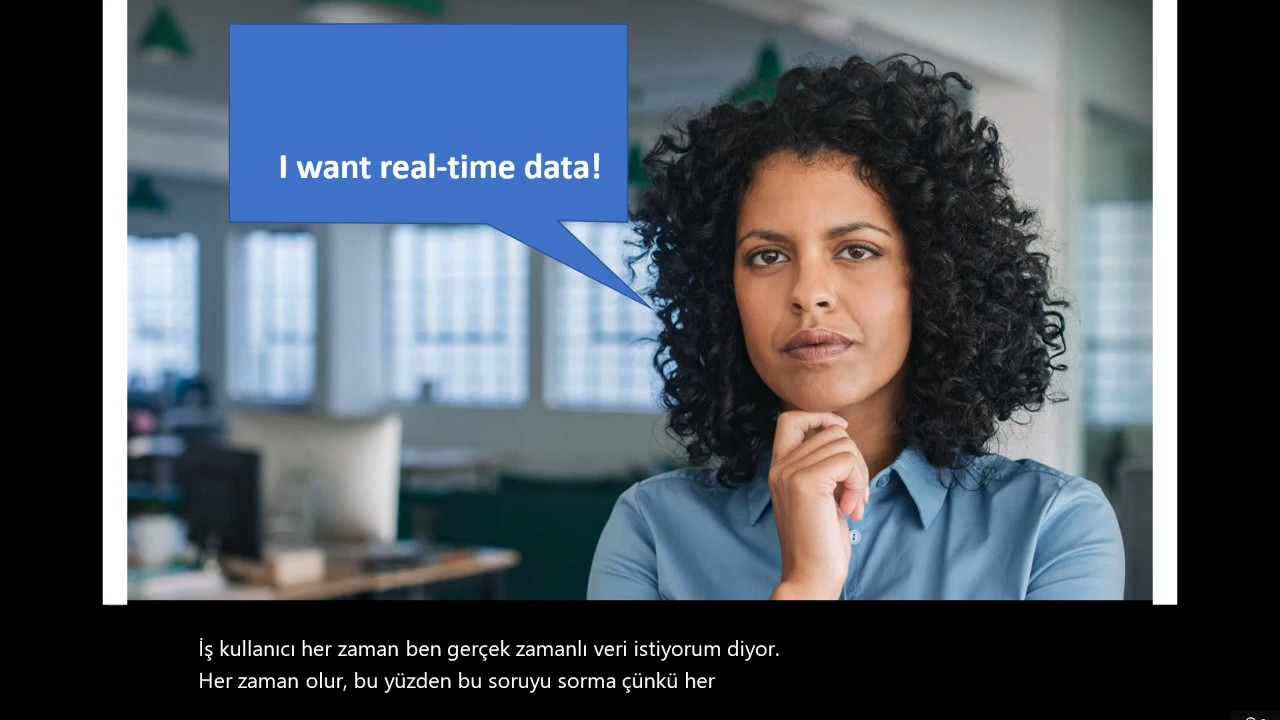 I want real-time data!
İş kullanıcı her zaman ben gerçek zamanlı veri istiyorum diyor.
Her zaman olur, bu yüzden bu soruyu sorma çünkü her